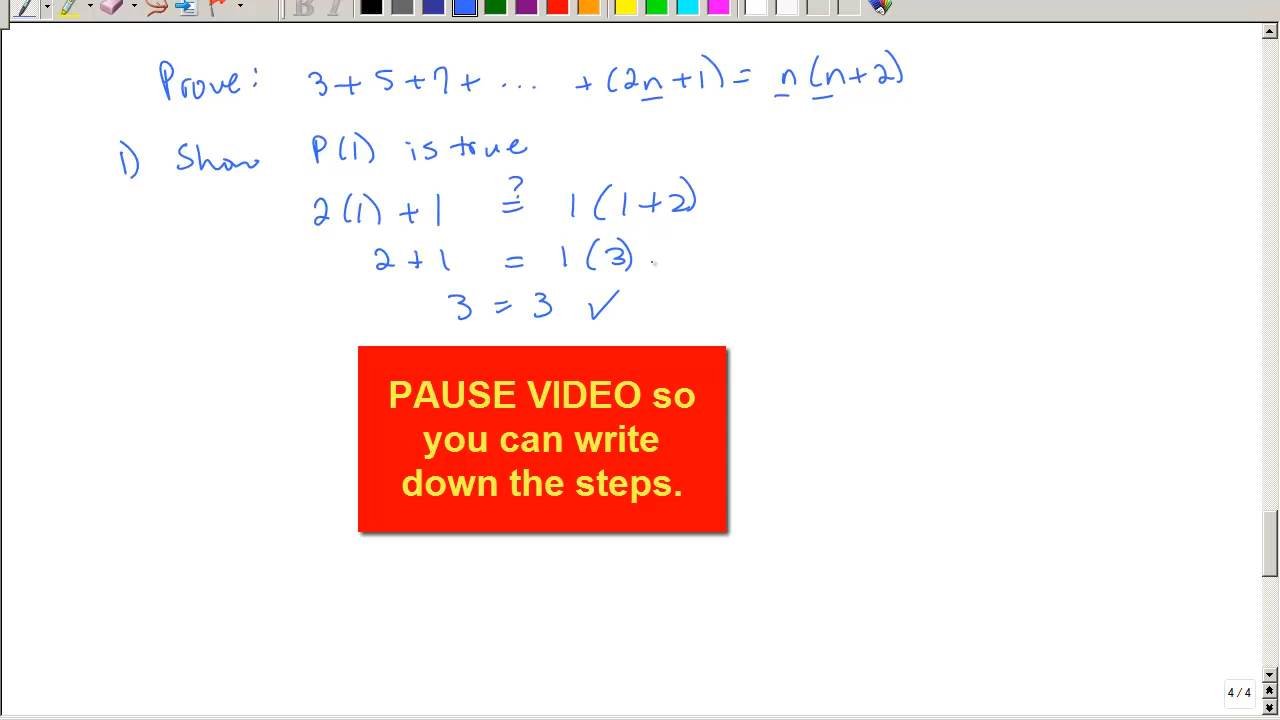 B I
Prove: 3 + 5 + 7 + ... + (2n + 1) = n (n + 2)
1) Show P(1) is true
2(1) + 1 ?= 1 (1 + 2)
2 + 1 = 1 (3)
3 = 3 ✓
PAUSE VIDEO so
you can write
down the steps.
4 / 4